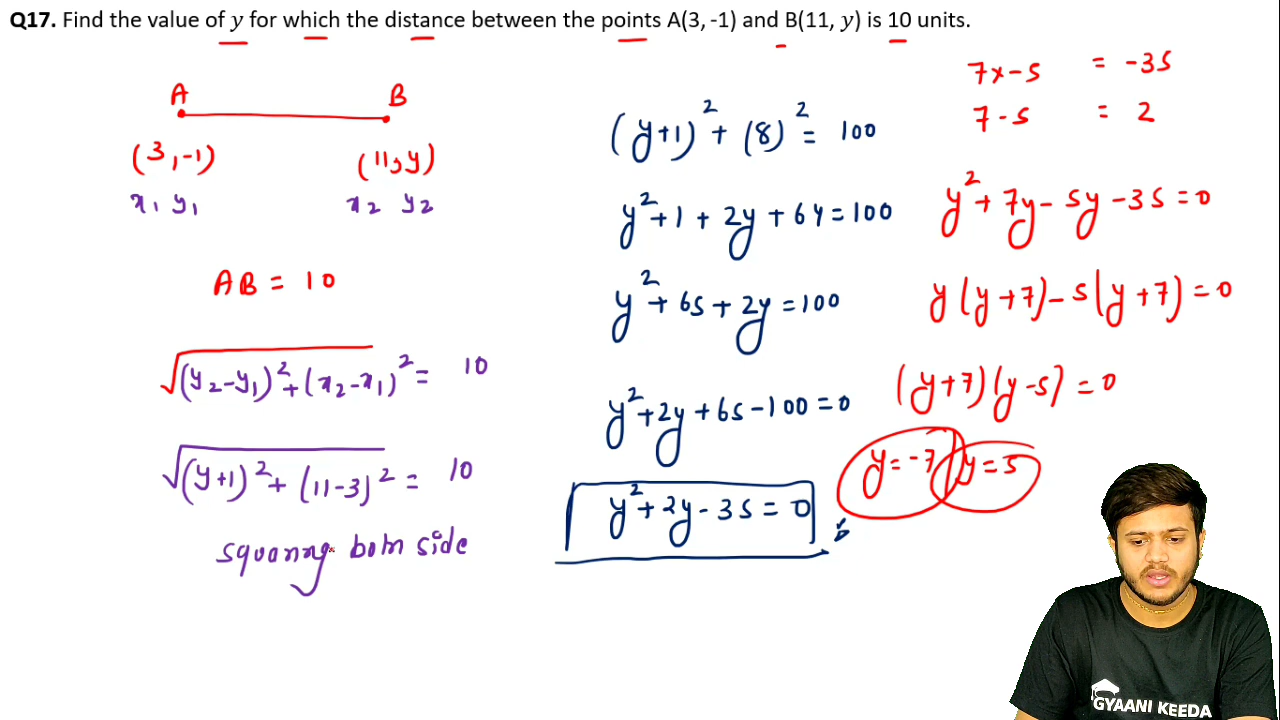 Q17. Find the value of y for which the distance between the points A(3, -1) and B(11, y) is 10 units.
A B
(3,-1) (11,y)
x₁ y₁ x₂ y₂
AB = 10
√(y₂-y₁)²+(x₂-x₁)² = 10
√(y+1)²+(11-3)² = 10
squaring both side
(y+1)²+(8)² = 100
y²+1+2y+64=100
y²+65+2y=100
y²+2y+65-100=0
y²+2y-35=0
7x-5 = -35
7-5 = 2
y²+7y-5y-35=0
y(y+7)-5(y+7)=0
(y+7)(y-5)=0
y=-7 y=5
GYAANI KEEDA